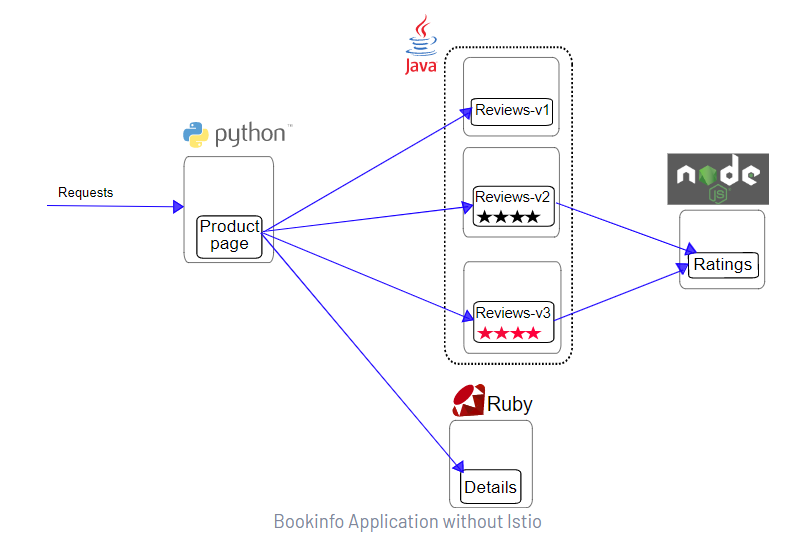 Java
Reviews-v1
python™
Requests
Product
page
Reviews-v2
node
JS
Ratings
Reviews-v3
Ruby
Details
Bookinfo Application without Istio